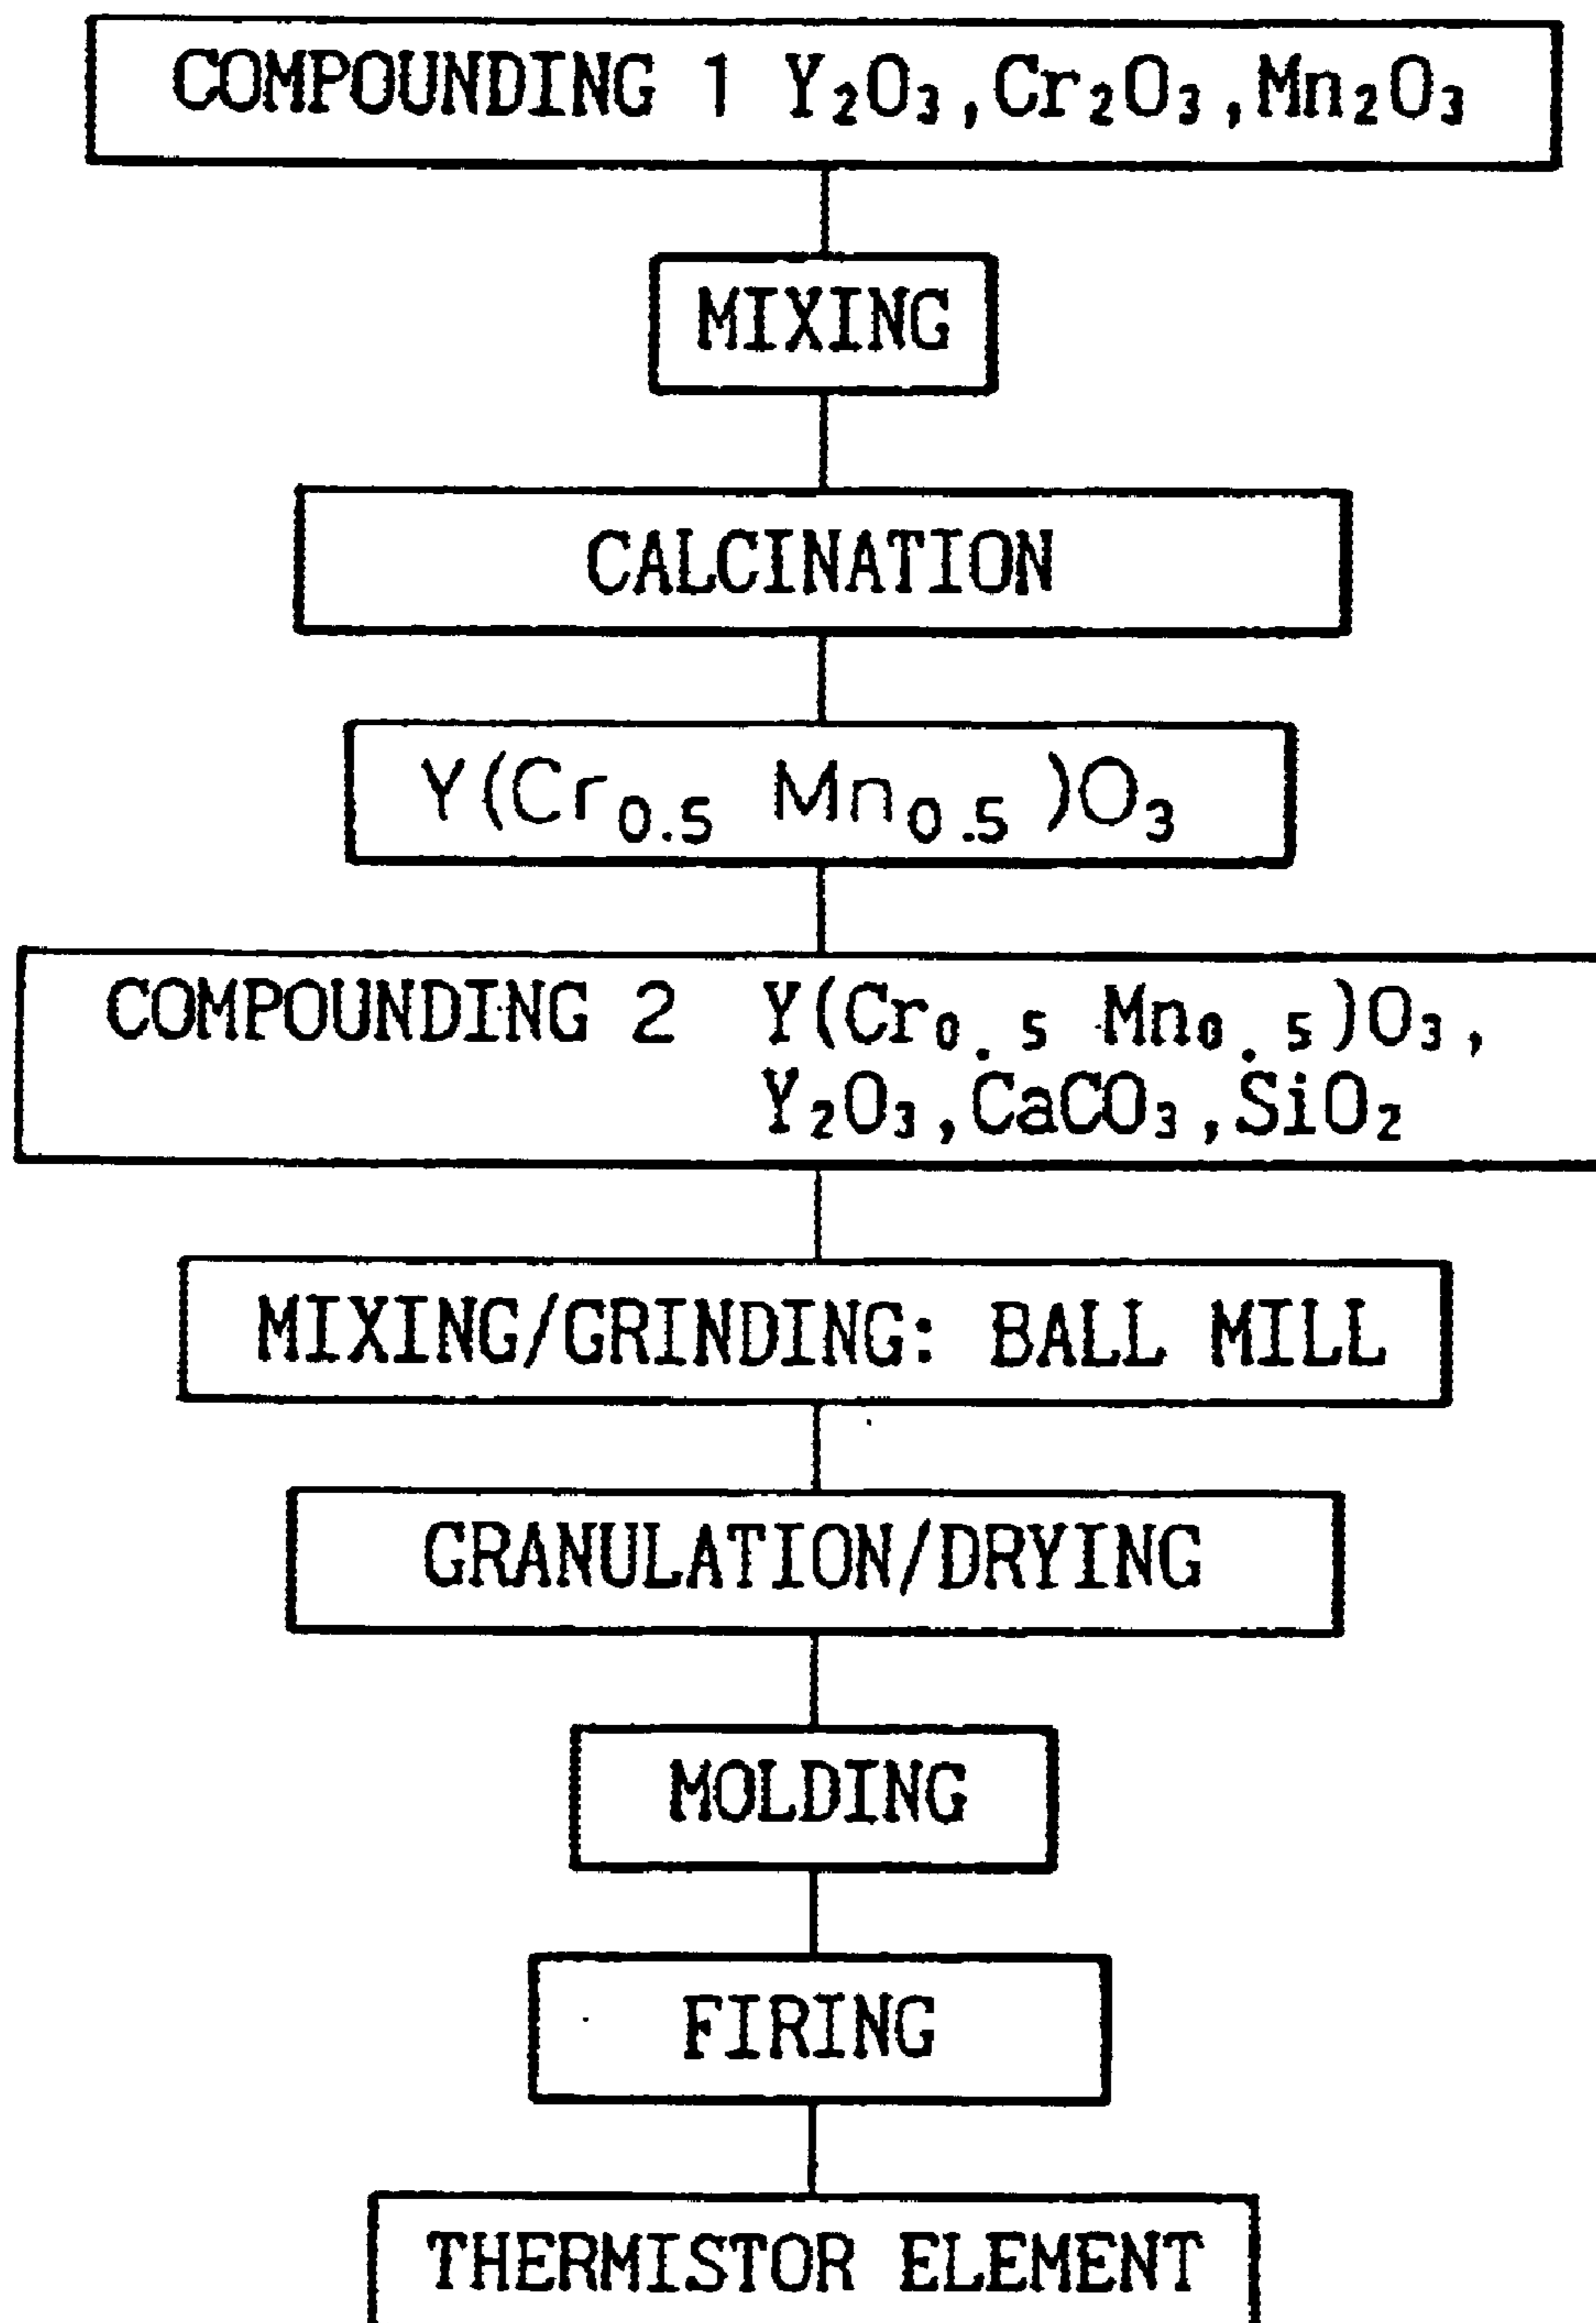 COMPOUNDING 1 Y₂O₃,Cr₂O₃,Mn₂O₃
MIXING
CALCINATION
Y(Cr₀.₅ Mn₀.₅ )O₃
COMPOUNDING 2 Y(Cr₀.₅ Mn₀.₅)O₃,
Y₂O₃,CaCO₃,SiO₂
MIXING/GRINDING: BALL MILL
GRANULATION/DRYING
MOLDING
FIRING
THERMISTOR ELEMENT